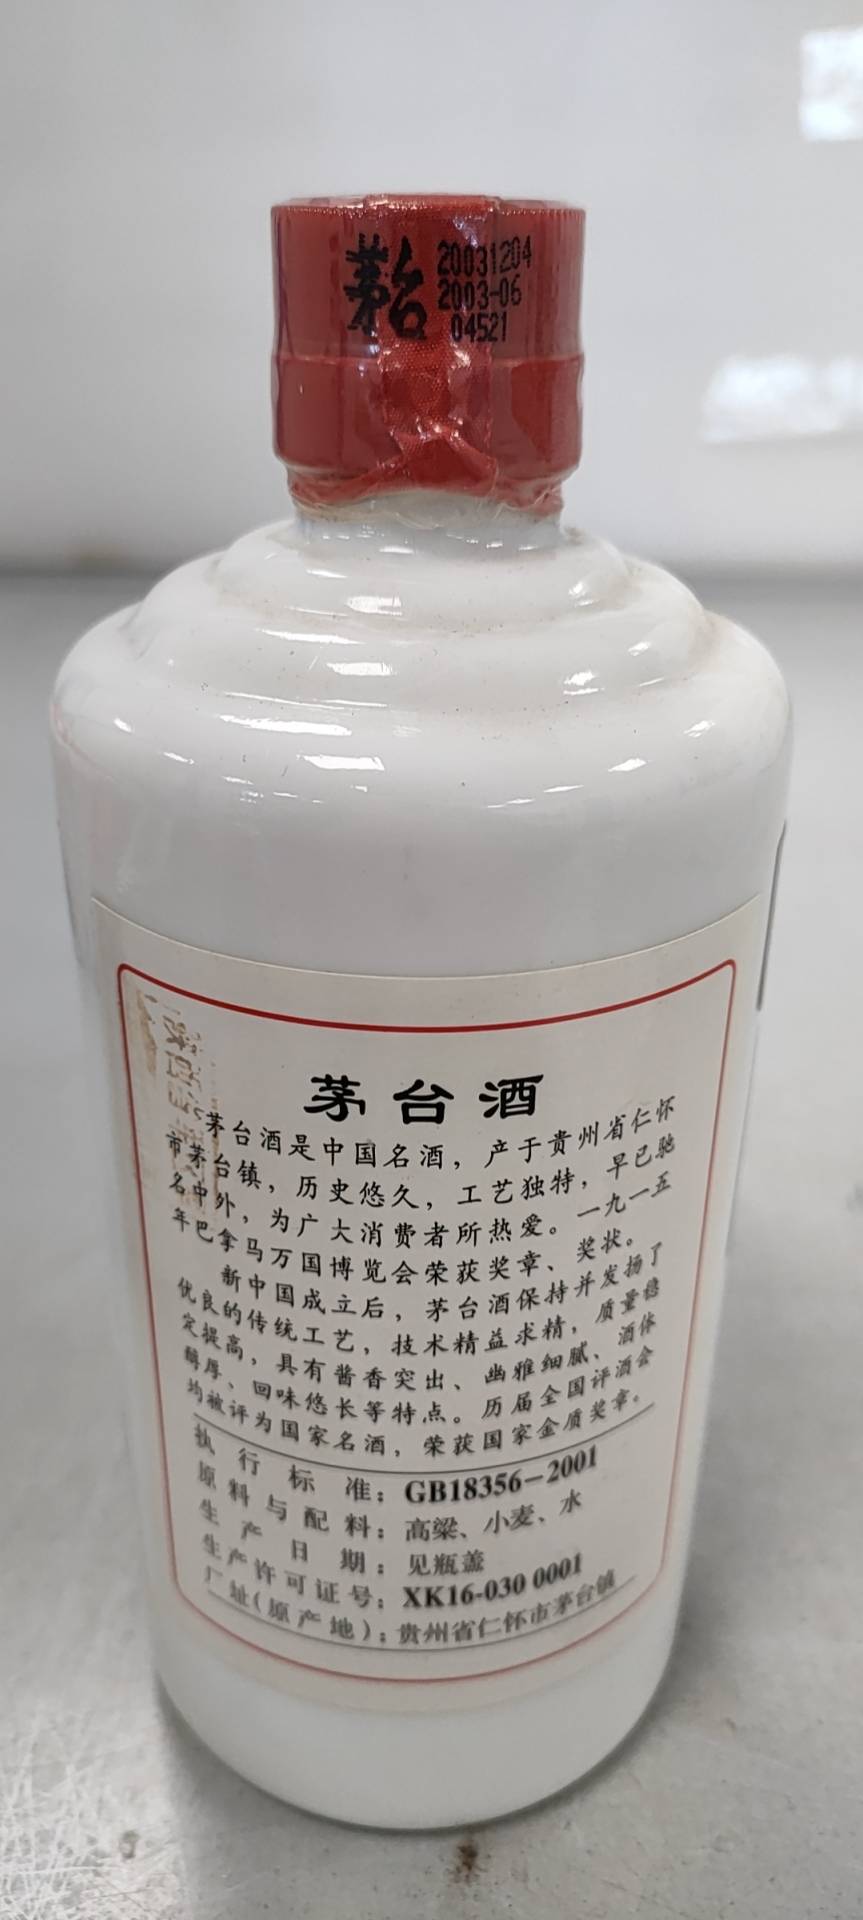 茅台
20031204
2003-06
04521
茅台酒
茅台酒是中国名酒，产于贵州省仁怀
市茅台镇，历史悠久，工艺独特，早已驰
名中外，为广大消费者所热爱。一九一五
年巴拿马万国博览会荣获奖章、奖状。
新中国成立后，茅台酒保持并发扬了
优良的传统工艺，技术精益求精，质量稳
定提高，具有酱香突出、幽雅细腻、酒体
醇厚、回味悠长等特点。历届全国评酒会
均被评为国家名酒，荣获国家金质奖章。
执行标准：GB18356-2001
原料与配料：高粱、小麦、水
生产日期：见瓶盖
生产许可证号：XK16-030 0001
厂址(原产地)：贵州省仁怀市茅台镇